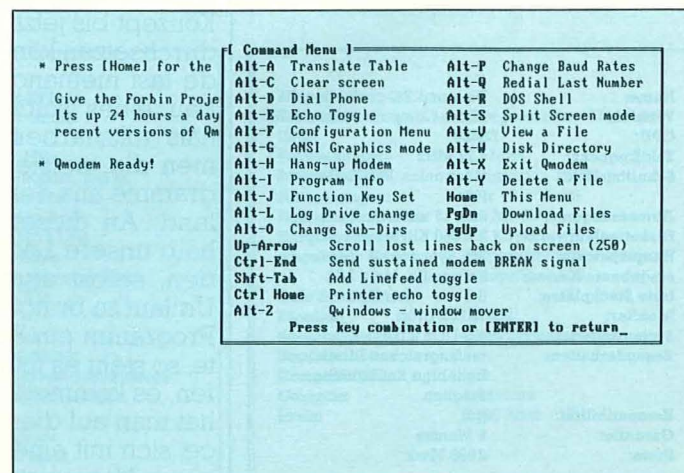 [ Command Menu ]
* Press [Home] for the
Give the Forbin Proje
Its up 24 hours a day
recent versions of Qm
* Qmodem Ready!
Alt-A Translate Table Alt-P Change Baud Rates
Alt-C Clear screen Alt-Q Redial Last Number
Alt-D Dial Phone Alt-R DOS Shell
Alt-E Echo Toggle Alt-S Split Screen mode
Alt-F Configuration Menu Alt-V View a File
Alt-G ANSI Graphics mode Alt-W Disk Directory
Alt-H Hang-up Modem Alt-X Exit Qmodem
Alt-I Program Info Alt-Y Delete a File
Alt-J Function Key Set Home This Menu
Alt-L Log Drive change PgDn Download Files
Alt-O Change Sub-Dirs PgUp Upload Files
Up-Arrow Scroll lost lines back on screen (250)
Ctrl-End Send sustained modem BREAK signal
Shft-Tab Add Linefeed toggle
Ctrl Home Printer echo toggle
Alt-2 Qwindows - window mover
Press key combination or [ENTER] to return_